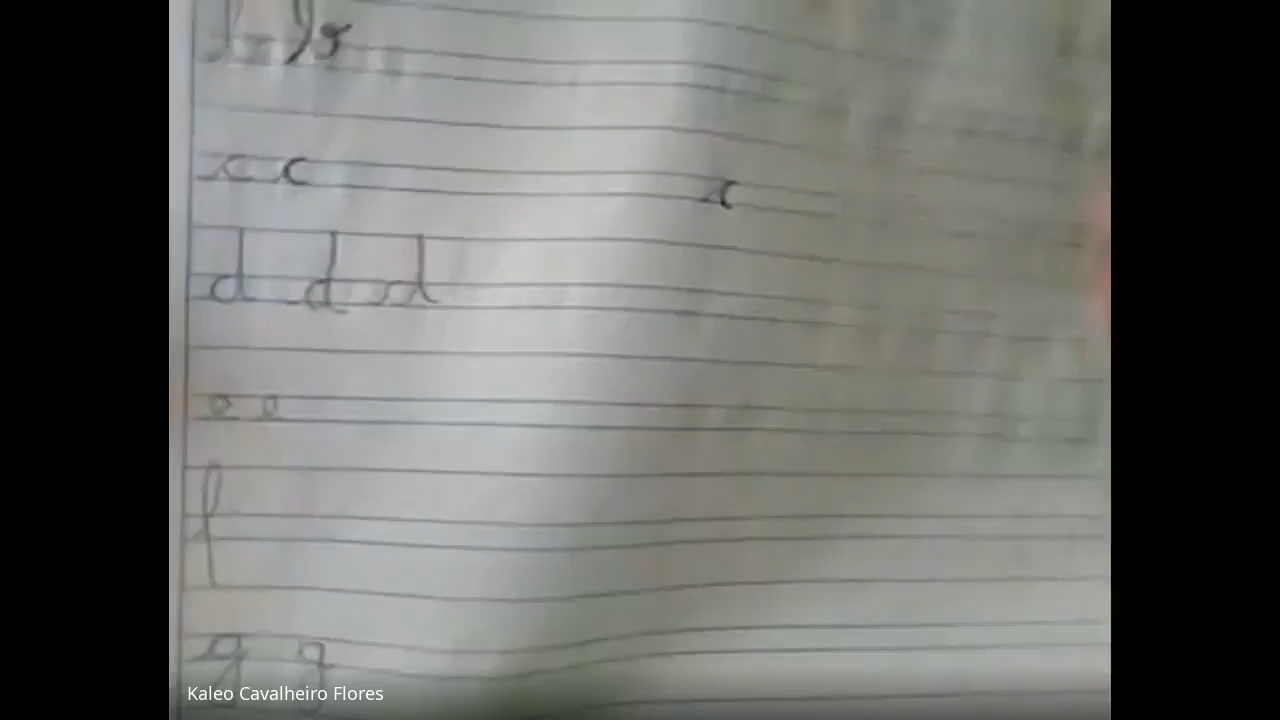 c c c
d d d
e e
f
g g
Kaleo Cavalheiro Flores